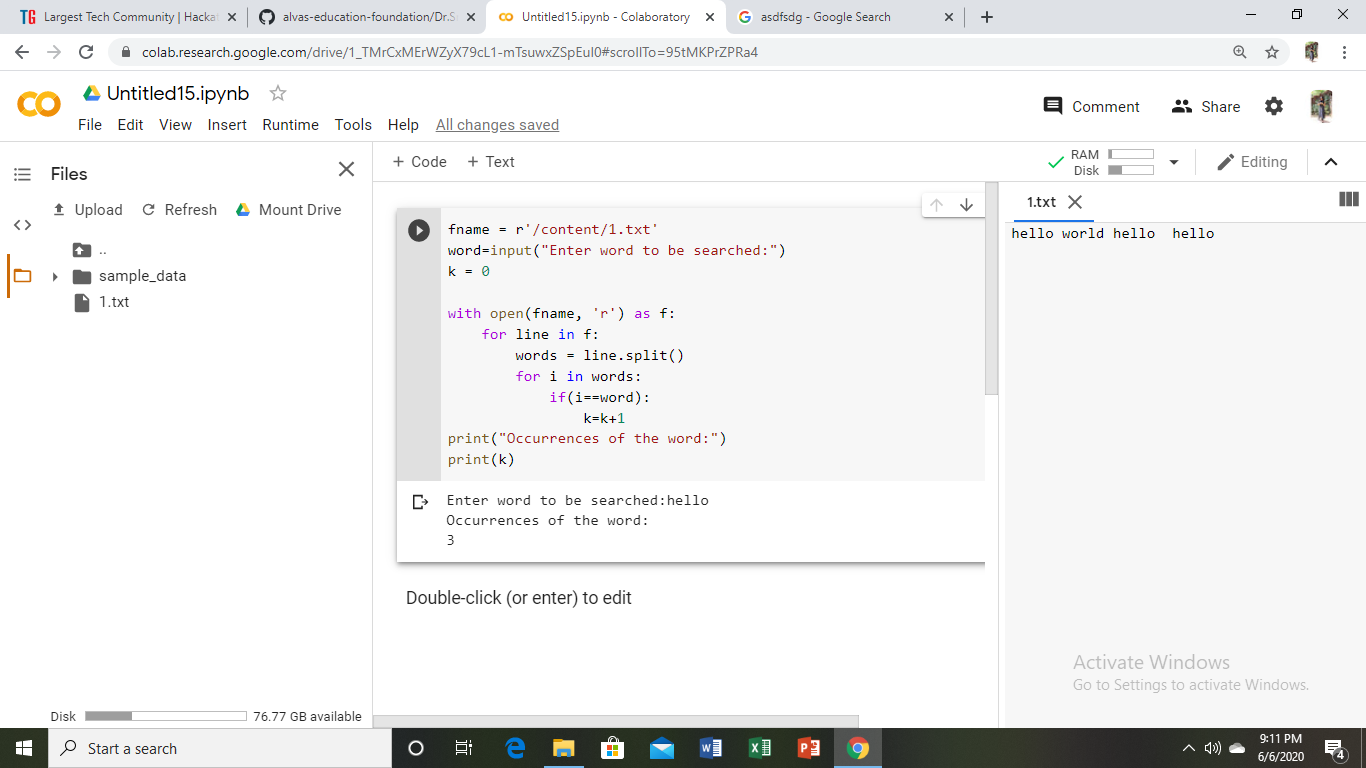 Largest Tech Community | Hacka
alvas-education-foundation/Dr.S
Untitled15.ipynb - Colaboratory
asdfsdg - Google Search
colab.research.google.com/drive/1_TMrCxMErWZyX79cL1-mTsuwxZSpEuI0#scrollTo=95tMKPrZPRa4
Untitled15.ipynb
Comment Share
File Edit View Insert Runtime Tools Help All changes saved
Files
+ Code + Text
RAM
Disk
Editing
Upload Refresh Mount Drive
..
sample_data
1.txt
fname = r'/content/1.txt'
word=input("Enter word to be searched:")
k = 0
with open(fname, 'r') as f:
    for line in f:
        words = line.split()
        for i in words:
            if(i==word):
                k=k+1
print("Occurrences of the word:")
print(k)
Enter word to be searched:hello
Occurrences of the word:
3
Double-click (or enter) to edit
1.txt
hello world hello  hello
Activate Windows
Go to Settings to activate Windows.
Disk 76.77 GB available
Start a search
9:11 PM
6/6/2020
4